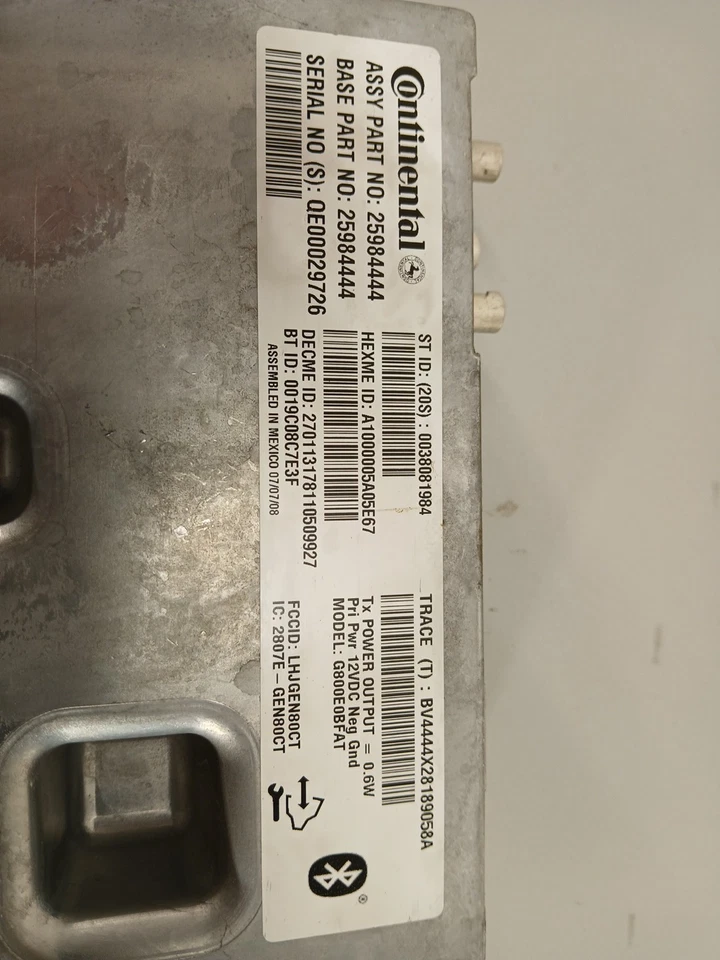 Continental
ASSY PART NO: 25984444
BASE PART NO: 25984444
SERIAL NO (S): QE00029726
ST ID: (20S) : 0038081984
HEXME ID: A1000005A05E67
DECME ID: 270113178110509927
BT ID: 0019C08C7E3F
ASSEMBLED IN MEXICO 07/07/08
TRACE (T) : BV4444X28189058A
Tx POWER OUTPUT = 0.6W
Pri Pwr 12VDC Neg Gnd
MODEL: G800E0BFAT
FCCID: LHJGEN80CT
IC: 2807E-GEN80CT
®